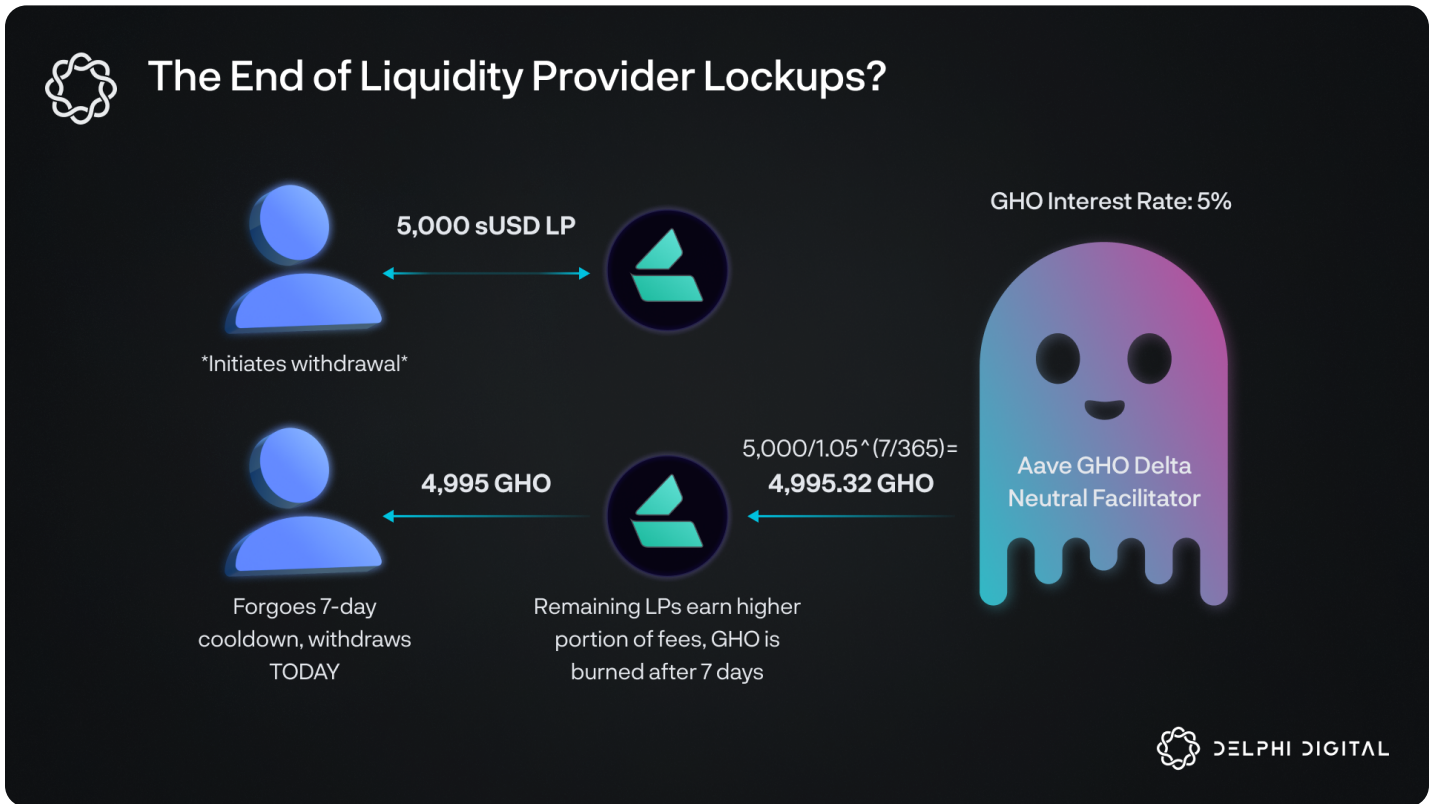 The End of Liquidity Provider Lockups?
5,000 sUSD LP
*Initiates withdrawal*
GHO Interest Rate: 5%
4,995 GHO
5,000/1.05^(7/365)=
4,995.32 GHO
Aave GHO Delta
Neutral Facilitator
Forgoes 7-day
cooldown, withdraws
TODAY
Remaining LPs earn higher
portion of fees, GHO is
burned after 7 days
DELPHI DIGITAL